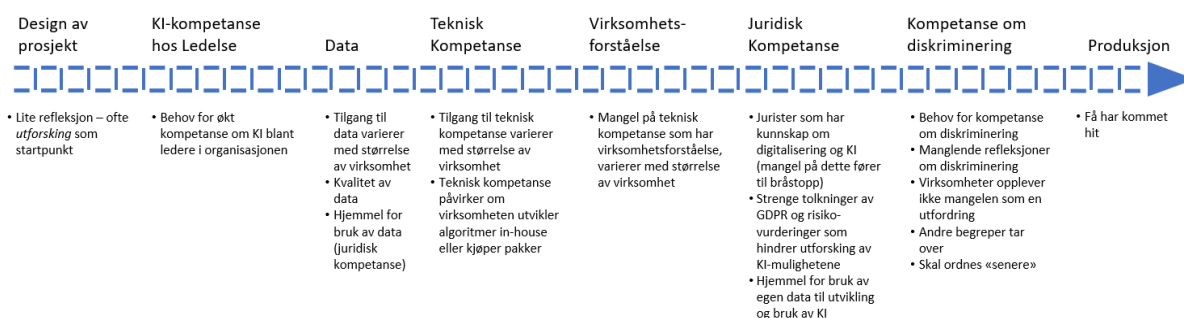 Design av
prosjekt
KI-kompetanse
hos Ledelse
Data
Teknisk
Kompetanse
Virksomhets-
forståelse
Juridisk
Kompetanse
Kompetanse om
diskriminering
Produksjon
• Lite refleksjon – ofte
utforsking som
startpunkt
• Behov for økt
kompetanse om KI blant
ledere i organisasjonen
• Tilgang til
data varierer
med størrelse
av virksomhet
• Kvalitet av
data
• Hjemmel for
bruk av data
(juridisk
kompetanse)
• Tilgang til teknisk
kompetanse varierer
med størrelse av
virksomhet
• Teknisk kompetanse
påvirker om
virksomheten utvikler
algoritmer in-house
eller kjøper pakker
• Mangel på teknisk
kompetanse som har
virksomhetsforståelse,
varierer med størrelse
av virksomhet
• Jurister som har
kunnskap om
digitalisering og KI
(mangel på dette fører
til bråstopp)
• Strenge tolkninger av
GDPR og risiko-
vurderinger som
hindrer utforsking av
KI-mulighetene
• Hjemmel for bruk av
egen data til utvikling
og bruk av KI
• Behov for kompetanse
om diskriminering
• Manglende refleksjoner
om diskriminering
• Virksomheter opplever
ikke mangelen som en
utfordring
• Andre begreper tar
over
• Skal ordnes «senere»
• Få har kommet
hit